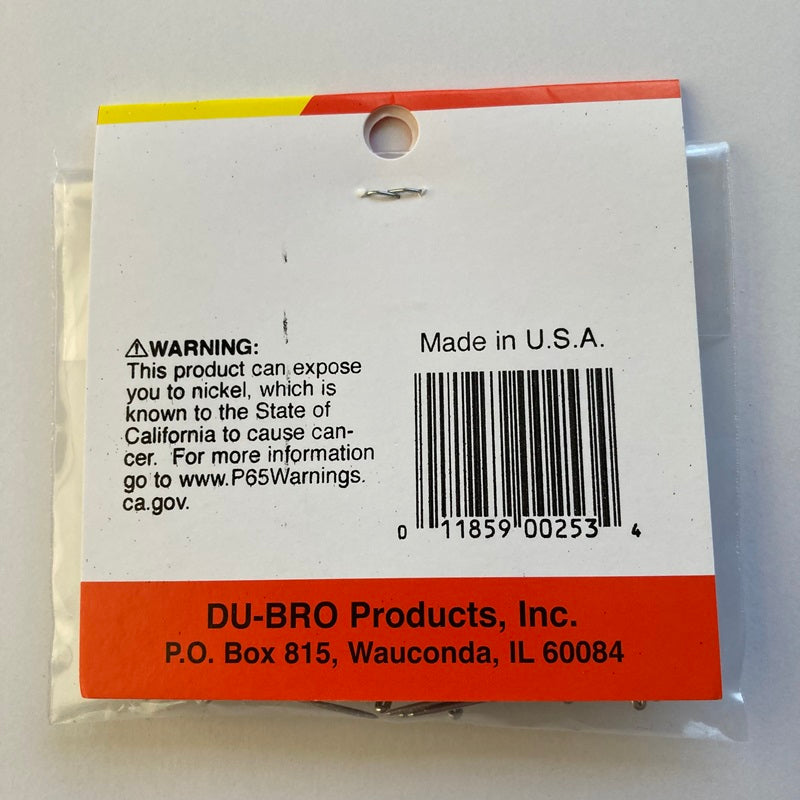 ⚠WARNING:
This product can expose
you to nickel, which is
known to the State of
California to cause can-
cer.  For more information
go to www.P65Warnings.
ca.gov.
Made in U.S.A.
0 11859 00253 4
DU-BRO Products, Inc.
P.O. Box 815, Wauconda, IL 60084